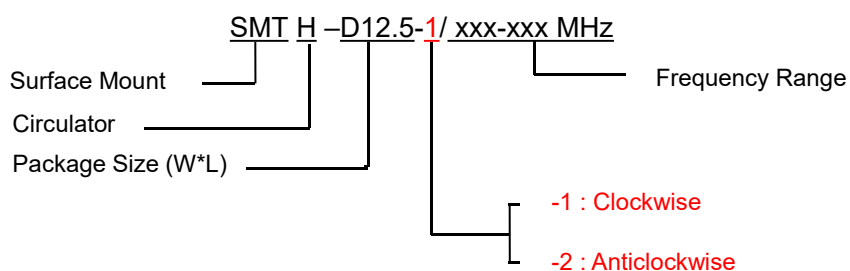 SMT H –D12.5-1/ xxx-xxx MHz
Surface Mount
Frequency Range
Circulator
Package Size (W*L)
-1 : Clockwise
-2 : Anticlockwise